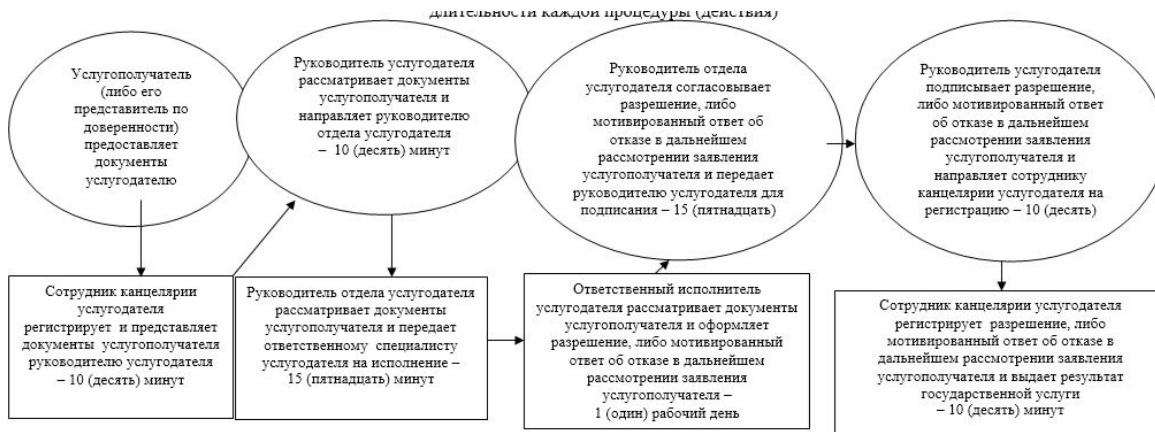 длительности каждой процедуры (действия)
Услугополучатель
(либо его
представитель по
доверенности)
предоставляет
документы
услугодателю
Сотрудник канцелярии
услугодателя
регистрирует и представляет
документы услугополучателя
руководителю услугодателя
– 10 (десять) минут
Руководитель услугодателя
рассматривает документы
услугополучателя и
направляет руководителю
отдела услугодателя
– 10 (десять) минут
Руководитель отдела услугодателя
рассматривает документы
услугополучателя и передает
ответственному специалисту
услугодателя на исполнение –
15 (пятнадцать) минут
Ответственный исполнитель
услугодателя рассматривает документы
услугополучателя и оформляет
разрешение, либо мотивированный
ответ об отказе в дальнейшем
рассмотрении заявления
услугополучателя –
1 (один) рабочий день
Руководитель отдела
услугодателя согласовывает
разрешение, либо
мотивированный ответ об
отказе в дальнейшем
рассмотрении заявления
услугополучателя и передает
руководителю услугодателя для
подписания – 15 (пятнадцать)
Руководитель услугодателя
подписывает разрешение,
либо мотивированный ответ
об отказе в дальнейшем
рассмотрении заявления
услугополучателя и
направляет сотруднику
канцелярии услугодателя на
регистрацию – 10 (десять)
Сотрудник канцелярии услугодателя
регистрирует разрешение, либо
мотивированный ответ об отказе в
дальнейшем рассмотрении заявления
услугополучателя и выдает результат
государственной услуги
– 10 (десять) минут